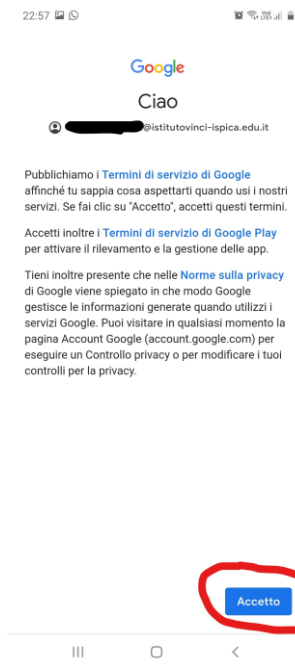 22:57
Google
Ciao
@istitutovinci-ispica.edu.it
Pubblichiamo i Termini di servizio di Google
affinché tu sappia cosa aspettarti quando usi i nostri
servizi. Se fai clic su "Accetto", accetti questi termini.
Accetti inoltre i Termini di servizio di Google Play
per attivare il rilevamento e la gestione delle app.
Tieni inoltre presente che nelle Norme sulla privacy
di Google viene spiegato in che modo Google
gestisce le informazioni generate quando utilizzi i
servizi Google. Puoi visitare in qualsiasi momento la
pagina Account Google (account.google.com) per
eseguire un Controllo privacy o per modificare i tuoi
controlli per la privacy.
Accetto